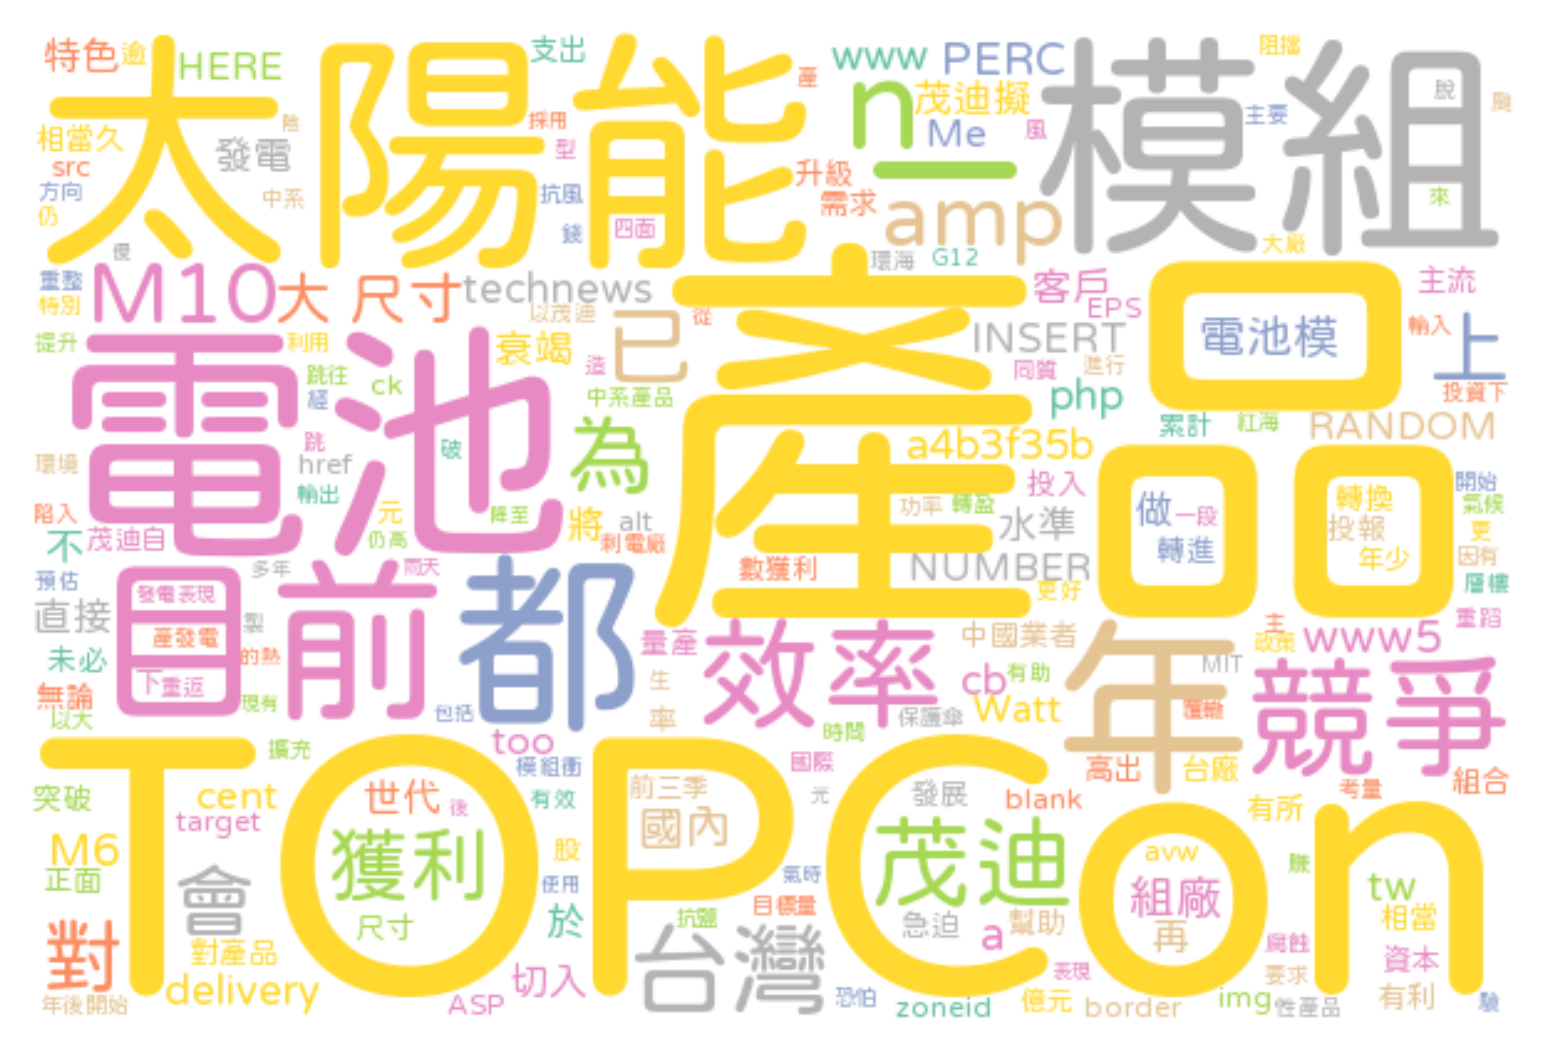 特色
逾
HERE
支出
www
PERC
阻擋
太陽能
模組
產
n
茂迪擬
脫
颱
陰
採用
Me
風
主要
相當久
發電
型
src
升級
方向
中系
抗風
需求
amp
一
來
仍
四面
錢
大廠
優
環海
G12
重整
M10
大
尺寸
technews
產品
客戶
主流
特別
以茂迪
已
從
EPS
電池模
輸入
上
提升
利用
衰竭
INSERT
電池
跳往
ck
造
同質
進行
投資下
經
中系產品
php
累計
紅海
RANDOM
跳
破
為
a4b3f35b
環境
href
輸出
投入
轉換
開始
陷入
元
降至
將
alt
功率
轉盈
水準
做
一段
投報
氣候
不
茂迪自
仍高
刺電廠
轉進
年少
更
因有
預估
多年
雨天
數獲利
NUMBER
更好
層樓
目前
發電表現
都
直接
產發電
製
量產
效率
中國業者
年
主
政策
www5
重蹈
未必
的熱
下重返
生
cb
有助
MIT
競爭
無論
現有
包括
率
保護傘
Watt
覆轍
以大
時間
TOPCon
擴充
too
模組衝
國際
高出
台廠
考量
組合
突破
cent
世代
後
有效
前三季
元
發展
blank
有所
target
獲利
國內
茂迪
M6
股
avw
賺
正面
會
使用
氣時
組廠
tw
對
尺寸
於
抗鹽
目標量
急迫
a
幫助
再
相當
對產品
台灣
腐蝕
資本
delivery
切入
表現
要求
年後開始
ASP
恐怕
zoneid
億元
border
img
性產品
有利
驗